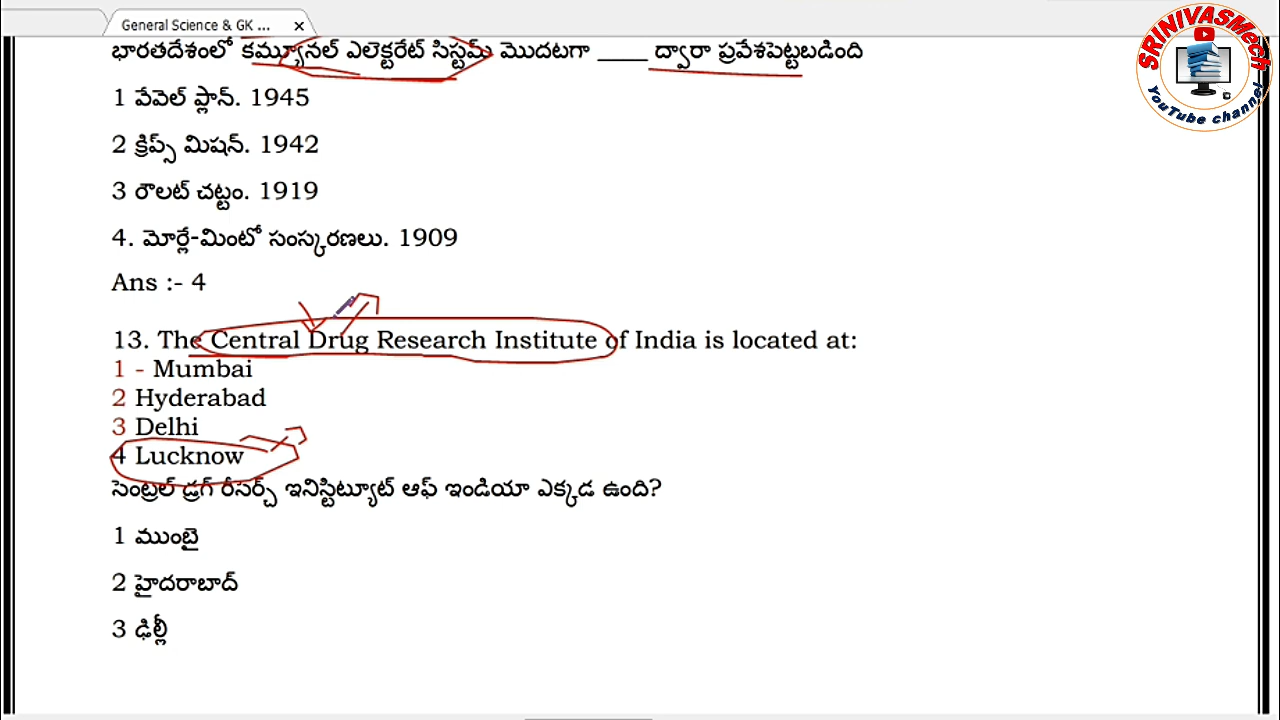 General Science & GK ...
SRINIVASMech
YouTube channel
భారతదేశంలో కమ్యూనల్ ఎలెక్టరేట్ సిస్టమ్ మొదటగా ____ ద్వారా ప్రవేశపెట్టబడింది
1 వేవెల్ ప్లాన్. 1945
2 క్రిప్స్ మిషన్. 1942
3 రౌలట్ చట్టం. 1919
4. మోర్లే-మింటో సంస్కరణలు. 1909
Ans :- 4
13. The Central Drug Research Institute of India is located at:
1 - Mumbai
2 Hyderabad
3 Delhi
4 Lucknow
సెంట్రల్ డ్రగ్ రీసెర్చ్ ఇనిస్టిట్యూట్ ఆఫ్ ఇండియా ఎక్కడ ఉంది?
1 ముంబై
2 హైదరాబాద్
3 ఢిల్లీ